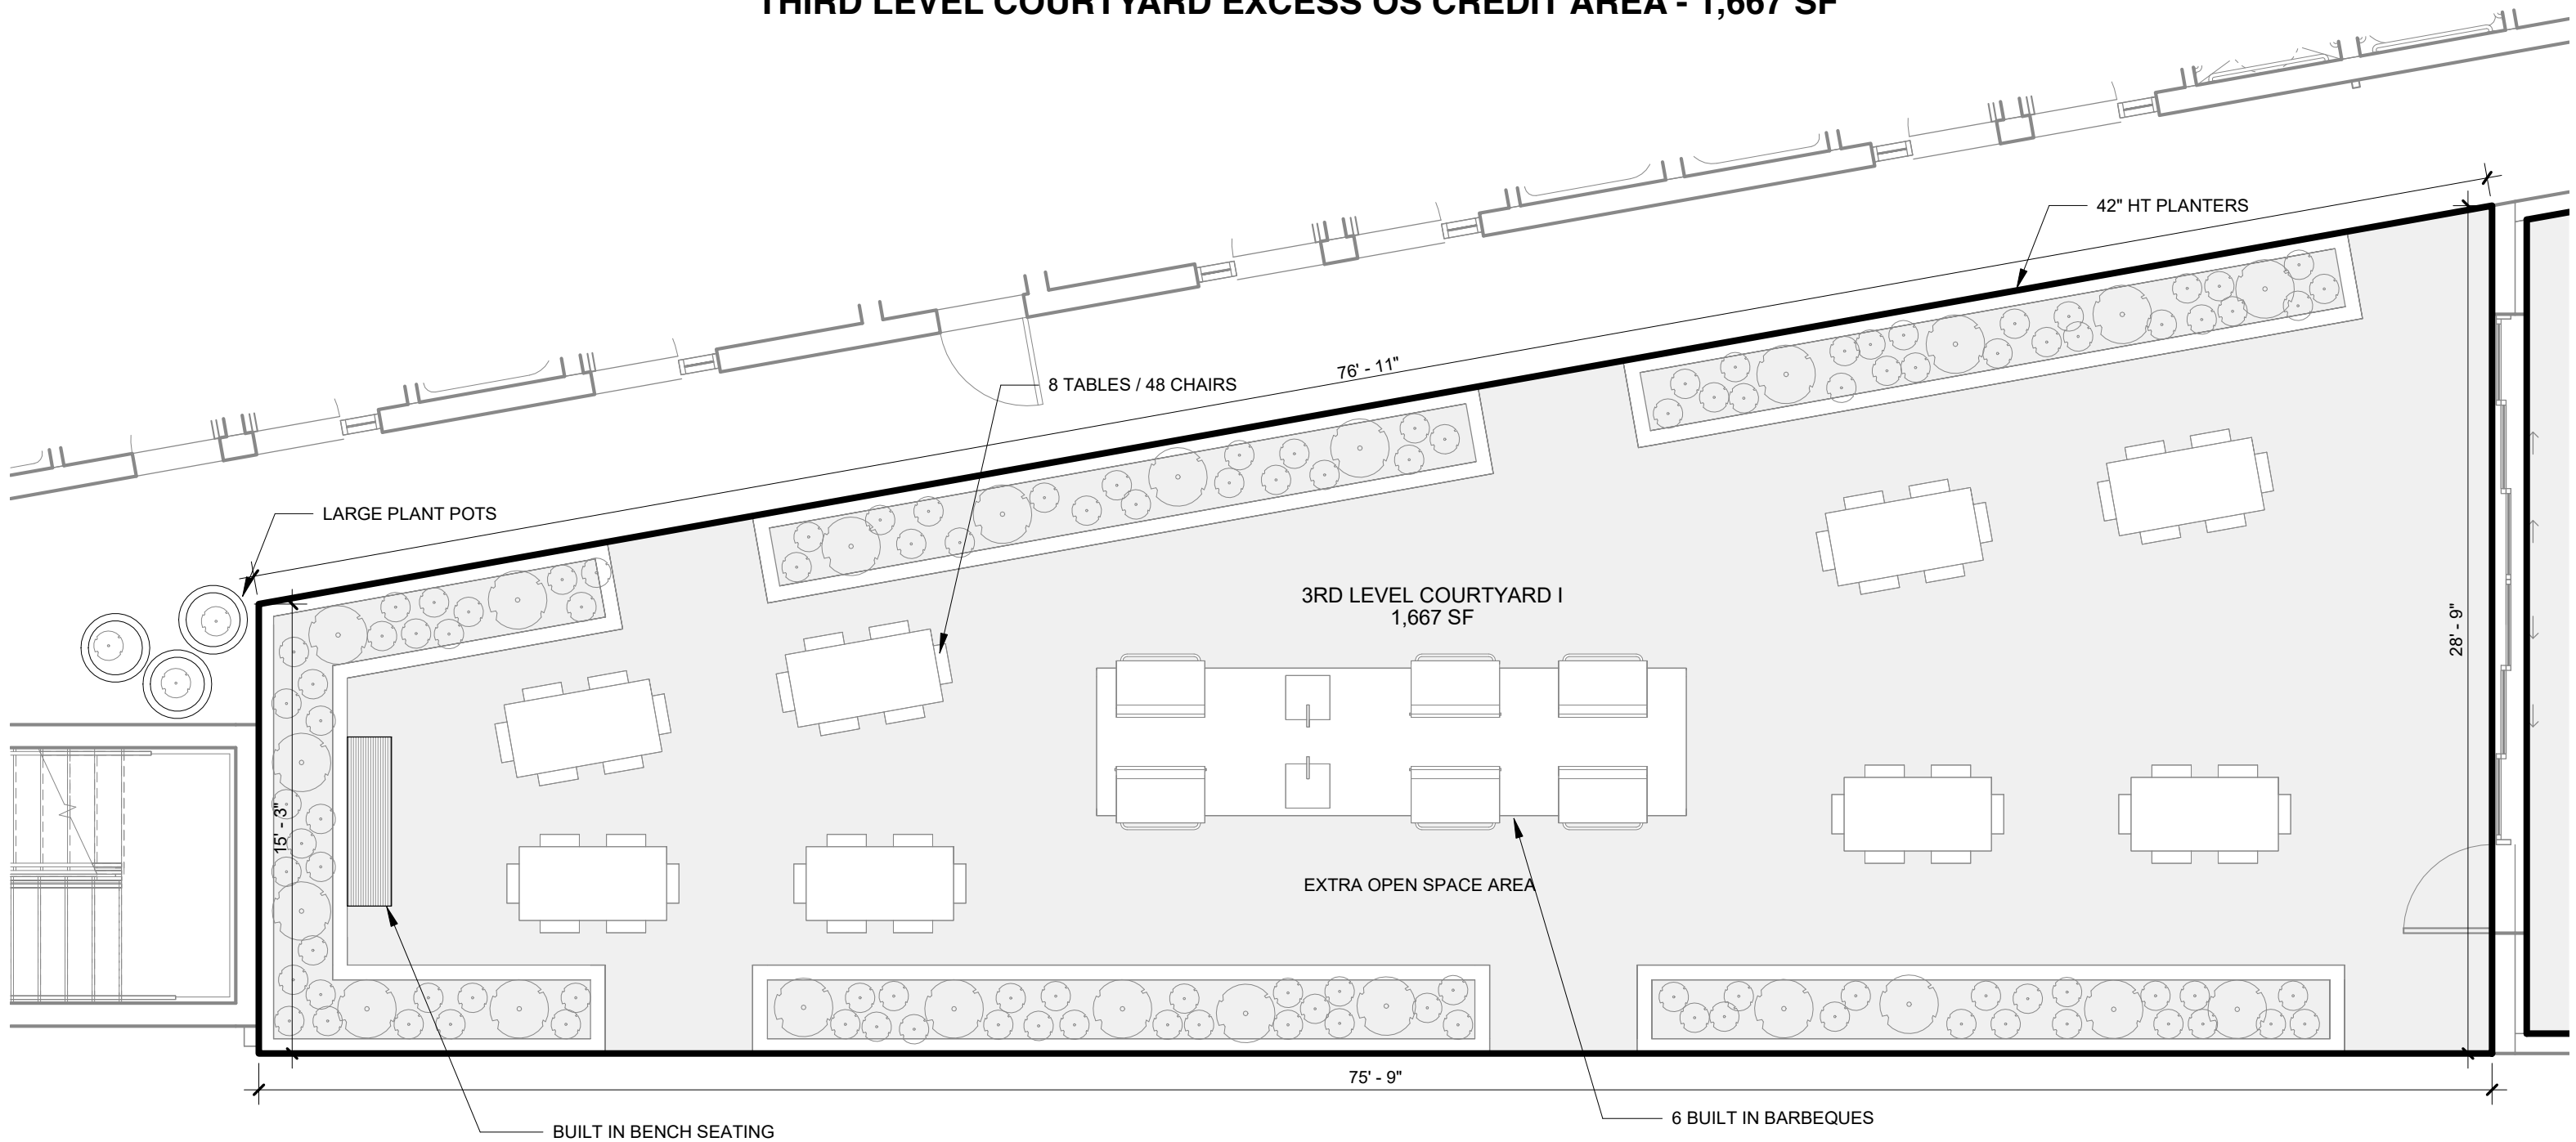 THIRD LEVEL COURTYARD EXCESS OS CREDIT AREA - 1,667 SF
42" HT PLANTERS
76' - 11"
8 TABLES / 48 CHAIRS
LARGE PLANT POTS
3RD LEVEL COURTYARD I
1,667 SF
28' - 9"
15' - 3"
EXTRA OPEN SPACE AREA
75' - 9"
6 BUILT IN BARBEQUES
BUILT IN BENCH SEATING